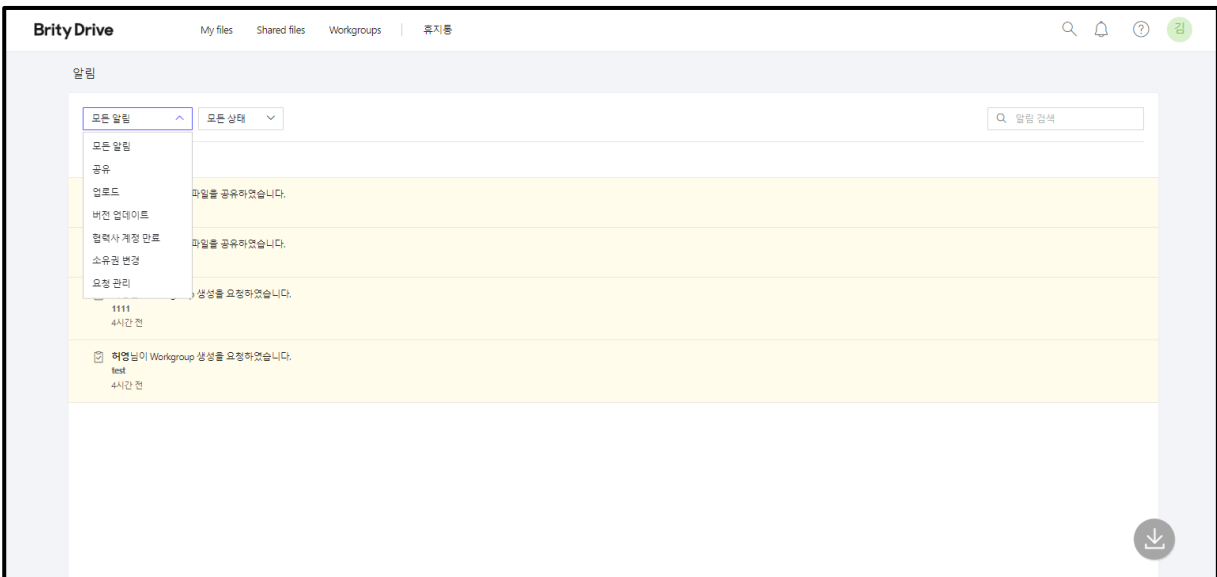 Brity Drive My files Shared files Workgroups 휴지통 김
알림
모든 알림 모든 상태 알림 검색
모든 알림
공유
업로드
파일을 공유하였습니다.
버전 업데이트
협력사 계정 만료
파일을 공유하였습니다.
소유권 변경
요청 관리
생성을 요청하였습니다.
1111
4시간 전
허영님이 Workgroup 생성을 요청하였습니다.
test
4시간 전